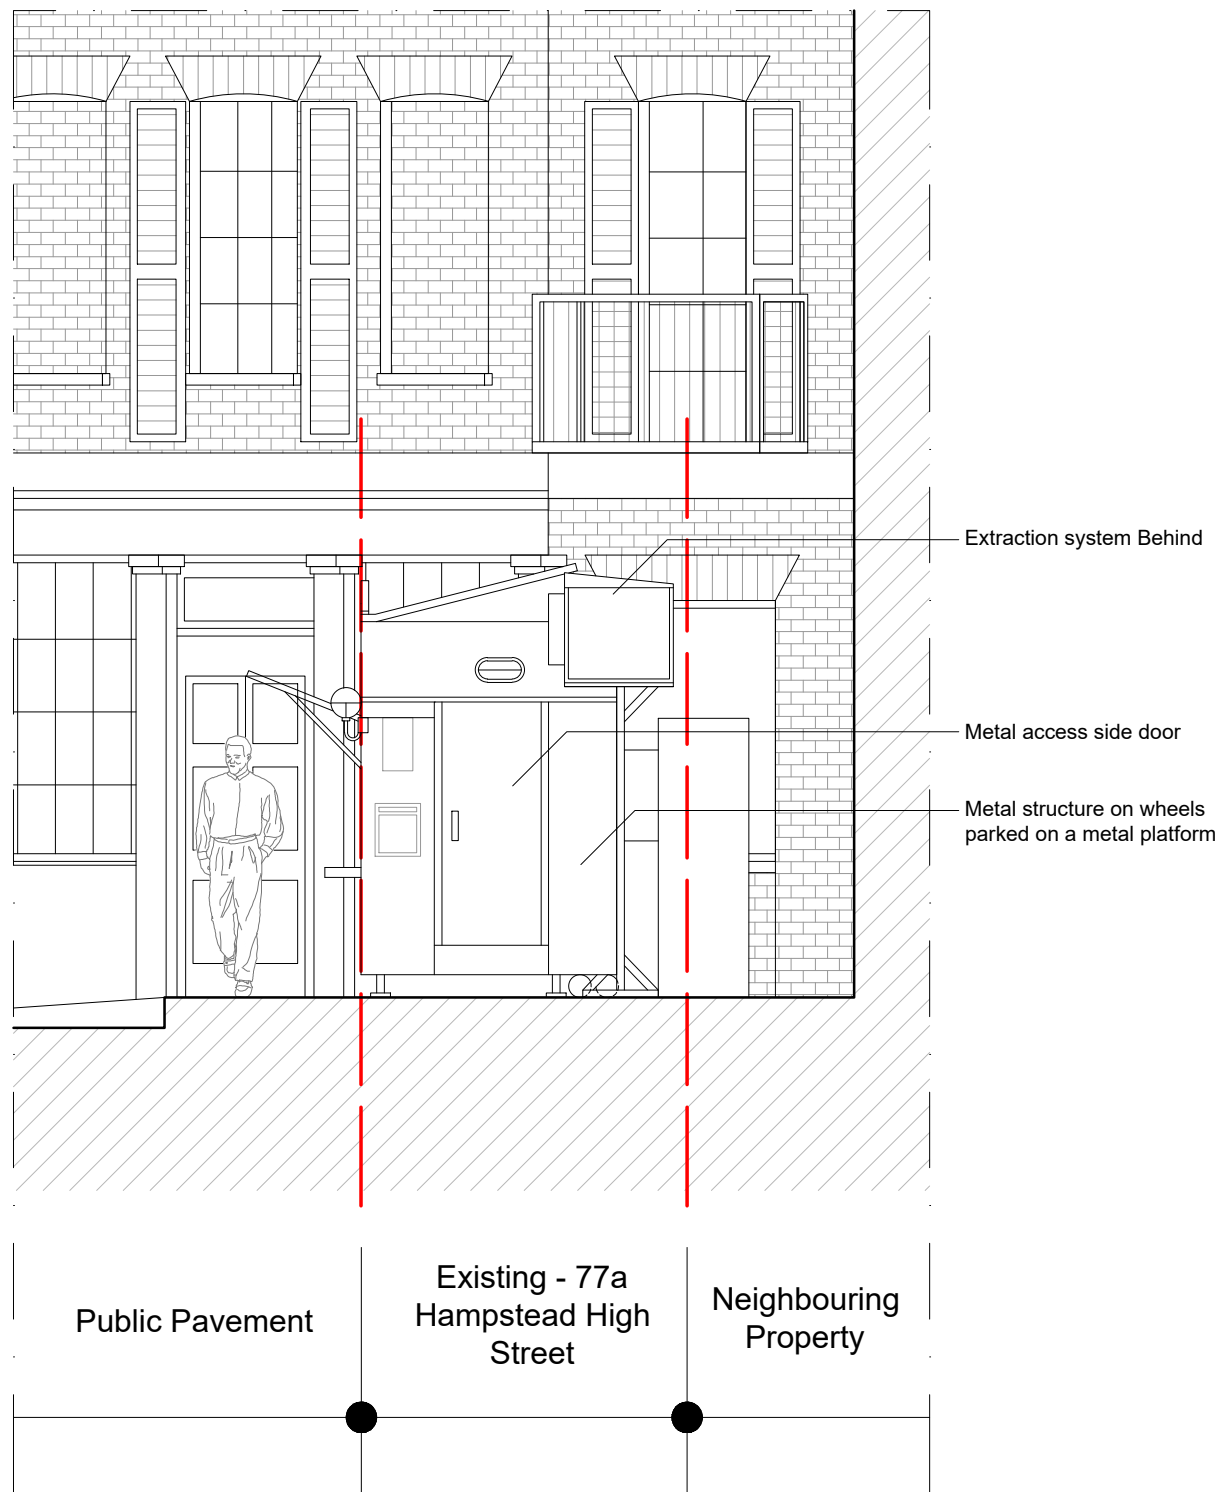 Extraction system Behind
Metal access side door
Metal structure on wheels
parked on a metal platform
Public Pavement
Existing - 77a
Hampstead High
Street
Neighbouring
Property